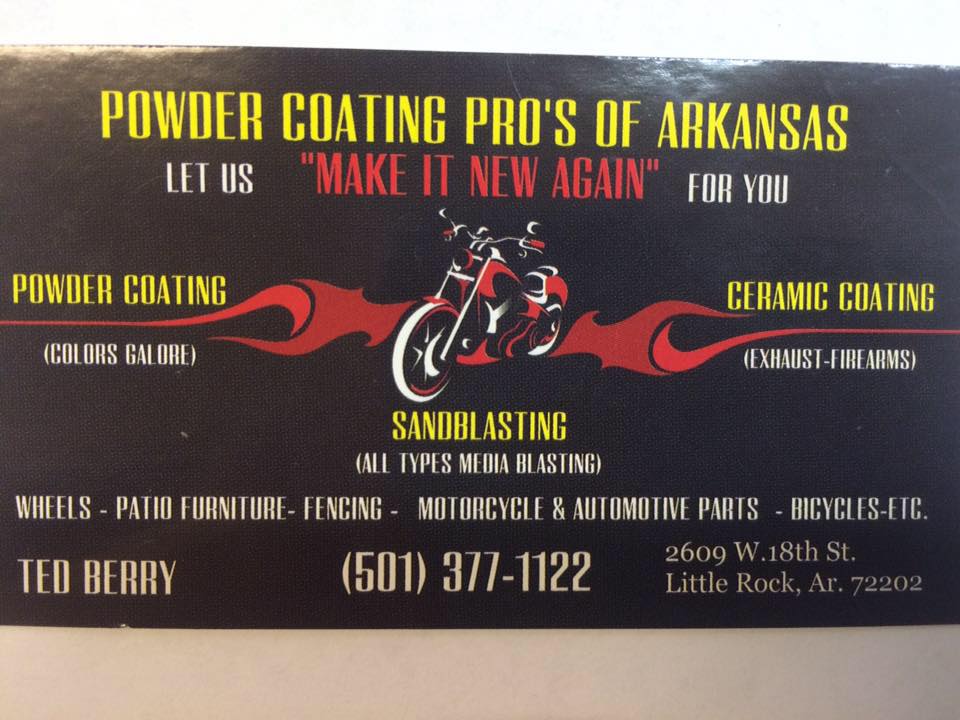 POWDER COATING PRO'S OF ARKANSAS
LET US "MAKE IT NEW AGAIN" FOR YOU
POWDER COATING
(COLORS GALORE)
CERAMIC COATING
(EXHAUST-FIREARMS)
SANDBLASTING
(ALL TYPES MEDIA BLASTING)
WHEELS - PATIO FURNITURE- FENCING - MOTORCYCLE & AUTOMOTIVE PARTS - BICYCLES-ETC.
TED BERRY
(501) 377-1122
2609 W.18th St.
Little Rock, Ar. 72202